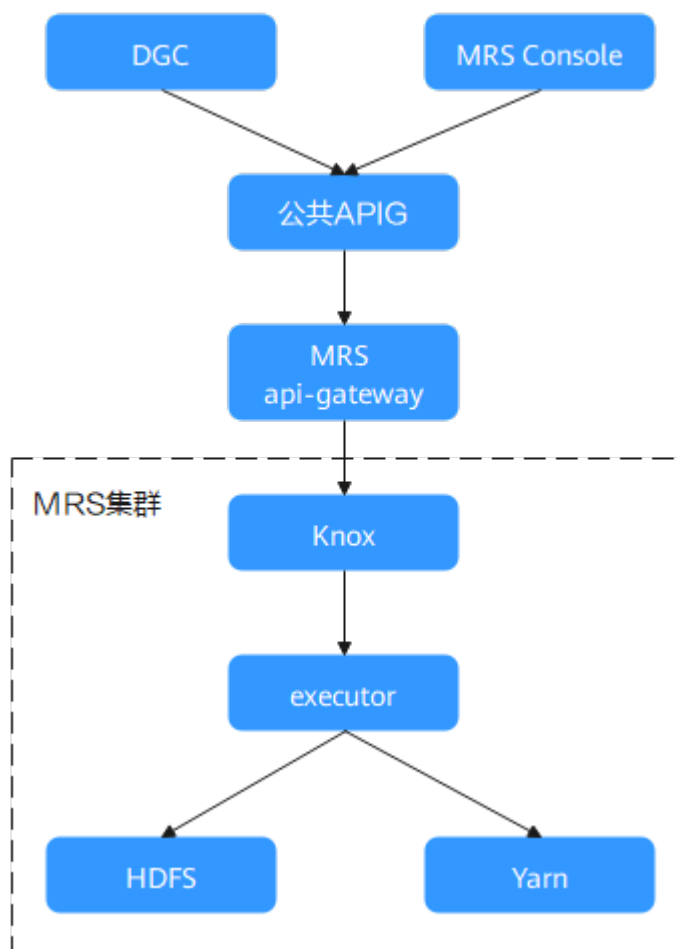 DGC
MRS Console
公共APIG
MRS
api-gateway
MRS集群
Knox
executor
HDFS
Yarn